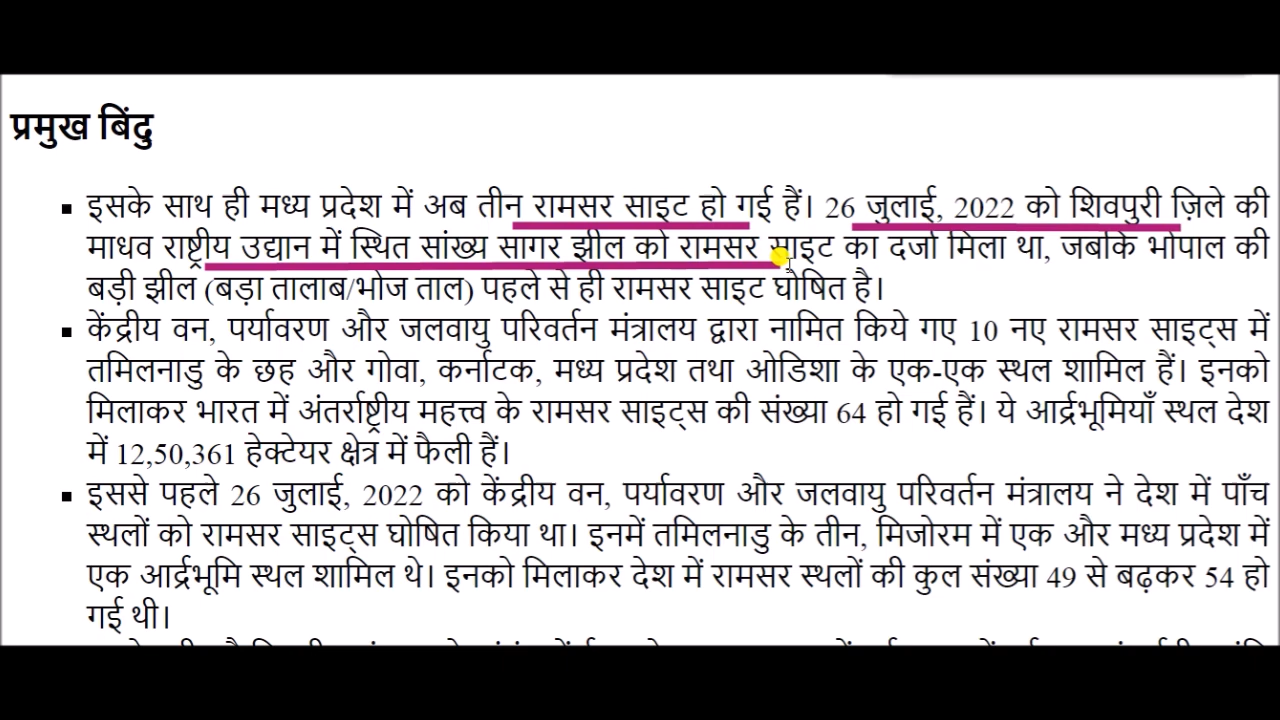 प्रमुख बिंदु
▪ इसके साथ ही मध्य प्रदेश में अब तीन रामसर साइट हो गई हैं। 26 जुलाई, 2022 को शिवपुरी ज़िले की
माधव राष्ट्रीय उद्यान में स्थित सांख्य सागर झील को रामसर साइट का दर्जा मिला था, जबकि भोपाल की
बड़ी झील (बड़ा तालाब/भोज ताल) पहले से ही रामसर साइट घोषित है।
▪ केंद्रीय वन, पर्यावरण और जलवायु परिवर्तन मंत्रालय द्वारा नामित किये गए 10 नए रामसर साइट्स में
तमिलनाडु के छह और गोवा, कर्नाटक, मध्य प्रदेश तथा ओडिशा के एक-एक स्थल शामिल हैं। इनको
मिलाकर भारत में अंतर्राष्ट्रीय महत्त्व के रामसर साइट्स की संख्या 64 हो गई हैं। ये आर्द्रभूमियाँ स्थल देश
में 12,50,361 हेक्टेयर क्षेत्र में फैली हैं।
▪ इससे पहले 26 जुलाई, 2022 को केंद्रीय वन, पर्यावरण और जलवायु परिवर्तन मंत्रालय ने देश में पाँच
स्थलों को रामसर साइट्स घोषित किया था। इनमें तमिलनाडु के तीन, मिजोरम में एक और मध्य प्रदेश में
एक आर्द्रभूमि स्थल शामिल थे। इनको मिलाकर देश में रामसर स्थलों की कुल संख्या 49 से बढ़कर 54 हो
गई थी।